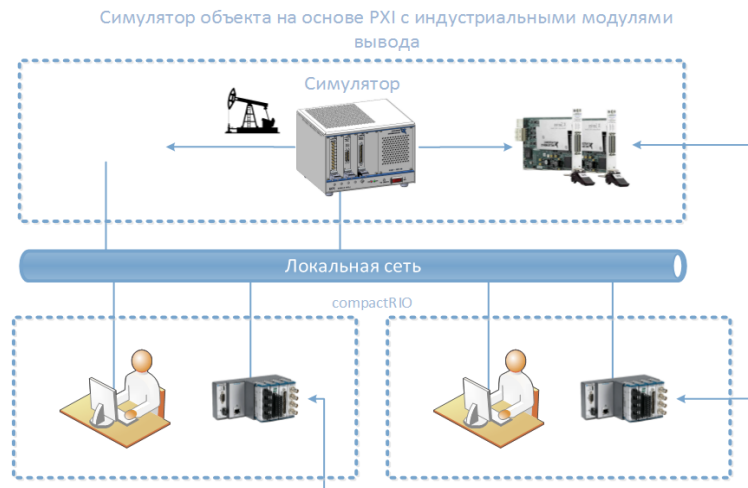 Симулятор объекта на основе PXI с индустриальными модулями
вывода
Симулятор
Локальная сеть
compactRIO